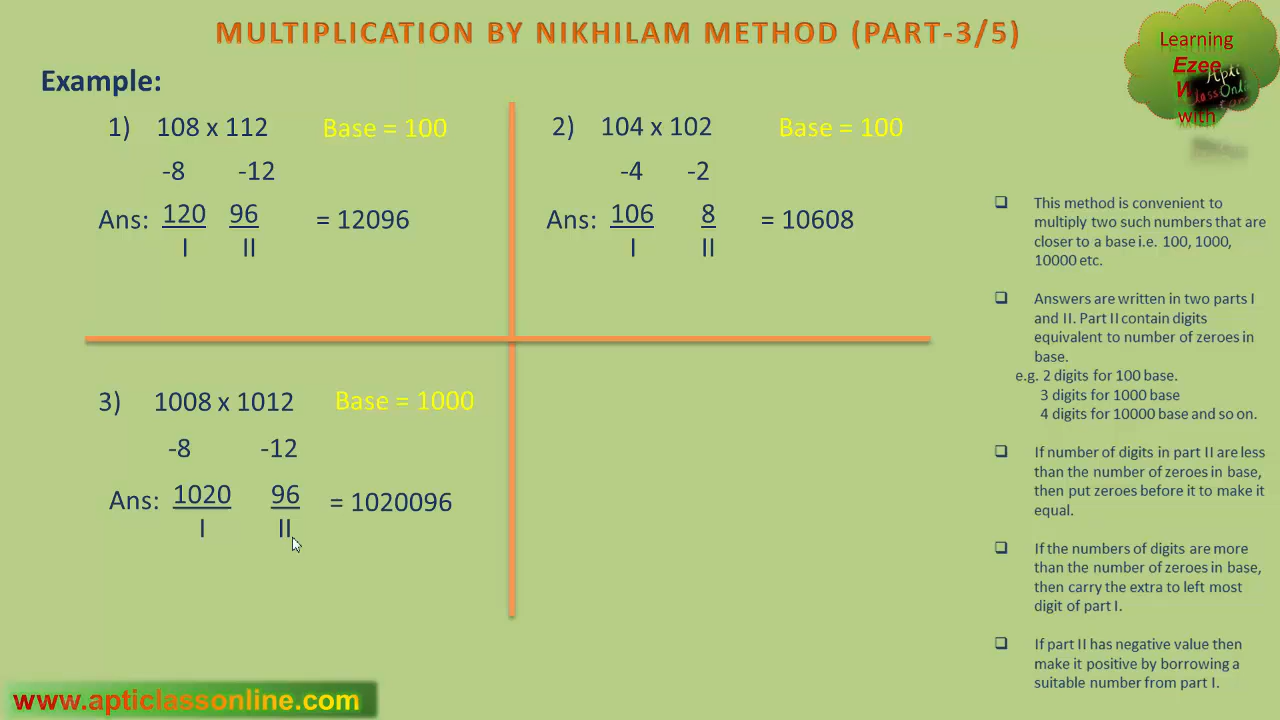 MULTIPLICATION BY NIKHILAM METHOD (PART-3/5)
Learning
Ezee
with
Apti
Example:
1) 108 x 112 Base = 100
-8 -12
Ans: 120 96 = 12096
I II
2) 104 x 102 Base = 100
-4 -2
Ans: 106 8 = 10608
I II
3) 1008 x 1012 Base = 1000
-8 -12
Ans: 1020 96 = 1020096
I II
This method is convenient to
multiply two such numbers that are
closer to a base i.e. 100, 1000,
10000 etc.
Answers are written in two parts I
and II. Part II contain digits
equivalent to number of zeroes in
base.
e.g. 2 digits for 100 base.
3 digits for 1000 base
4 digits for 10000 base and so on.
If number of digits in part II are less
than the number of zeroes in base,
then put zeroes before it to make it
equal.
If the numbers of digits are more
than the number of zeroes in base,
then carry the extra to left most
digit of part I.
If part II has negative value then
make it positive by borrowing a
suitable number from part I.
www.apticlassonline.com